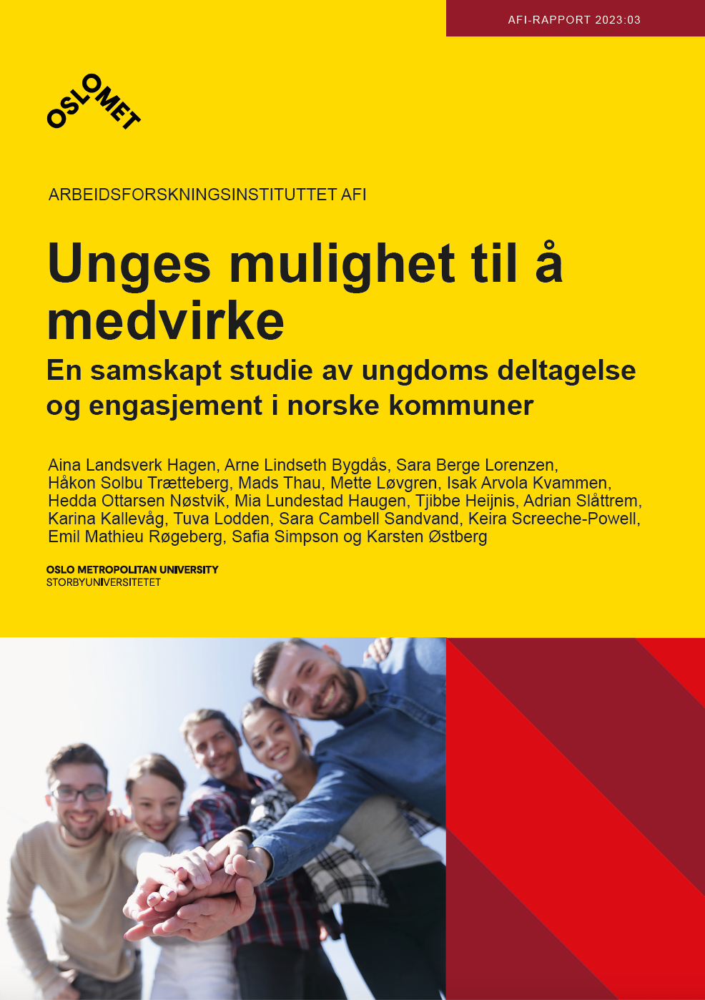 AFI-RAPPORT 2023:03
OSLOMET
ARBEIDSFORSKNINGSINSTITUTTET AFI
Unges mulighet til å
medvirke
En samskapt studie av ungdoms deltagelse
og engasjement i norske kommuner
Aina Landsverk Hagen, Arne Lindseth Bygdås, Sara Berge Lorenzen,
Håkon Solbu Trætteberg, Mads Thau, Mette Løvgren, Isak Arvola Kvammen,
Hedda Ottarsen Nøstvik, Mia Lundestad Haugen, Tjibbe Heijnis, Adrian Slåttrem,
Karina Kallevåg, Tuva Lodden, Sara Cambell Sandvand, Keira Screeche-Powell,
Emil Mathieu Røgeberg, Safia Simpson og Karsten Østberg
OSLO METROPOLITAN UNIVERSITY
STORBYUNIVERSITETET